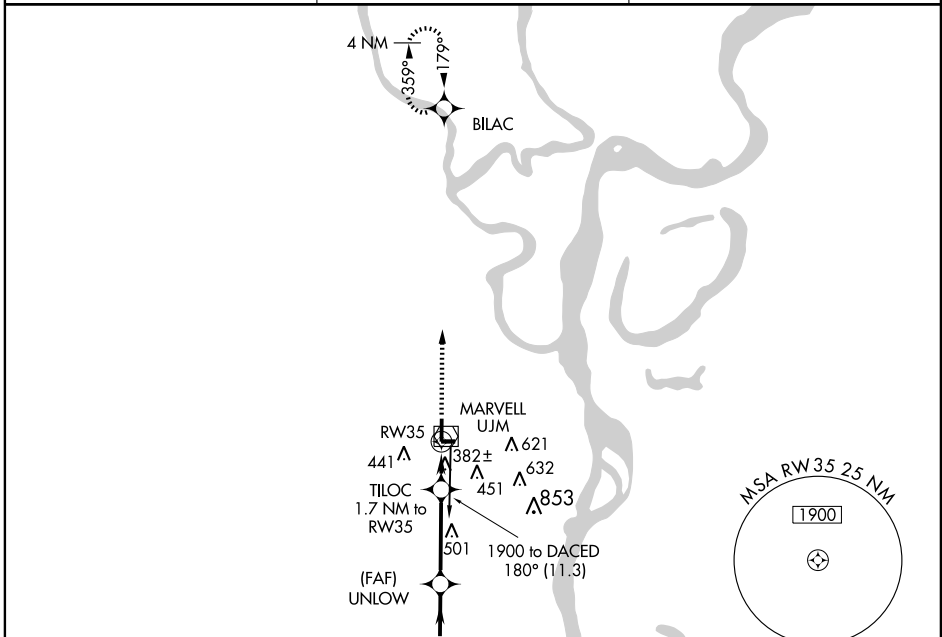 4 NM
359°
179°
BILAC
MARVELL
UJM
RW35
621
441
382±
632
451
TILOC
1.7 NM to
RW35
853
501
1900 to DACED
180° (11.3)
(FAF)
UNLOW
MSA RW35 25 NM
1900